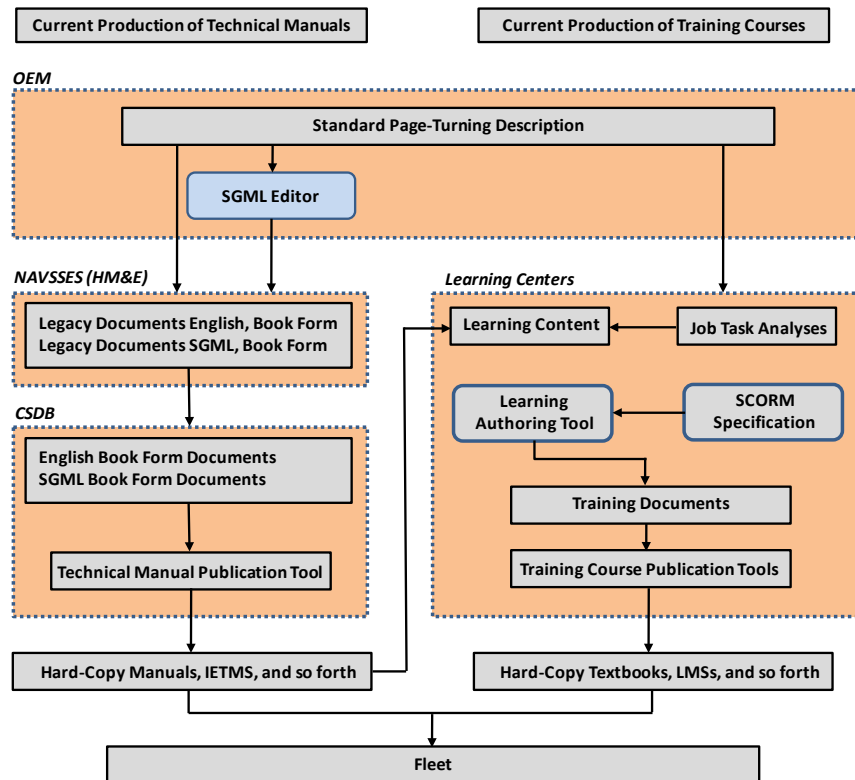 Current Production of Technical Manuals
Current Production of Training Courses
OEM
Standard Page-Turning Description
SGML Editor
NAVSSES (HM&E)
Legacy Documents English, Book Form
Legacy Documents SGML, Book Form
Learning Centers
Learning Content
Job Task Analyses
Learning
Authoring Tool
SCORM
Specification
CSDB
English Book Form Documents
SGML Book Form Documents
Training Documents
Technical Manual Publication Tool
Training Course Publication Tools
Hard-Copy Manuals, IETMS, and so forth
Hard-Copy Textbooks, LMSs, and so forth
Fleet